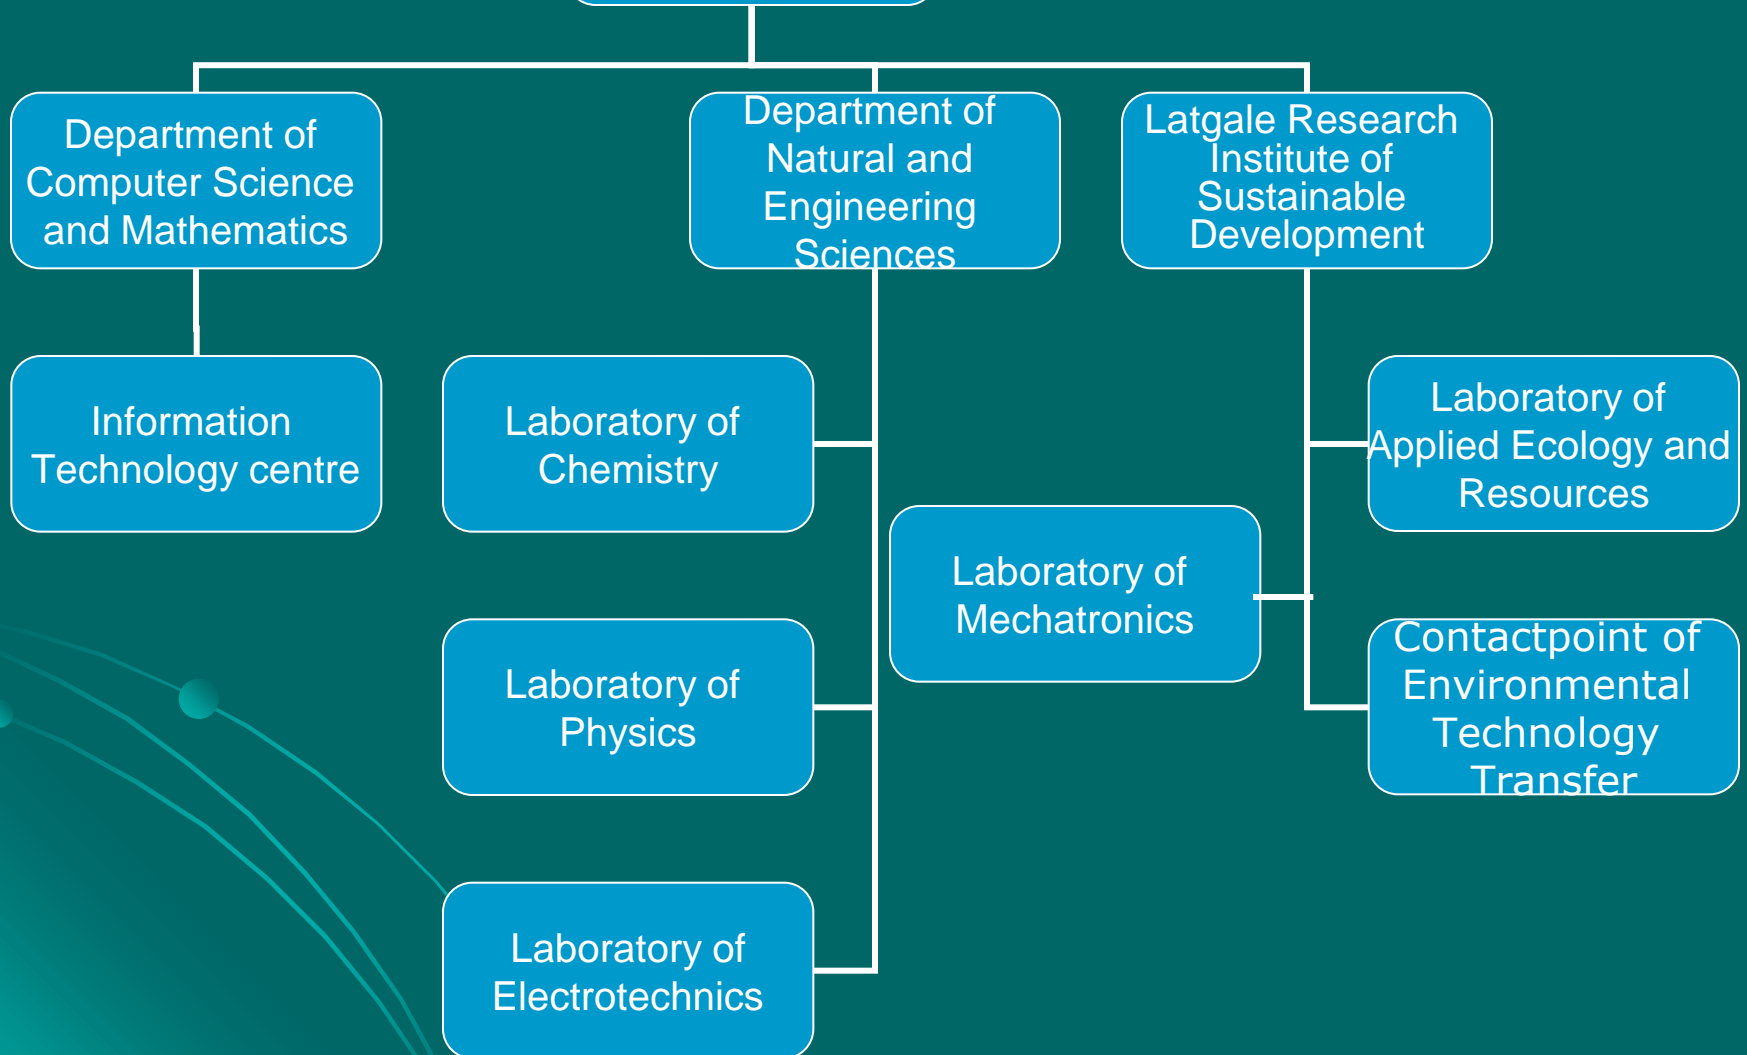 Department of
Computer Science
and Mathematics
Department of
Natural and
Engineering
Sciences
Latgale Research
Institute of
Sustainable
Development
Information
Technology centre
Laboratory of
Chemistry
Laboratory of
Applied Ecology and
Resources
Laboratory of
Mechatronics
Laboratory of
Physics
Contactpoint of
Environmental
Technology
Transfer
Laboratory of
Electrotechnics